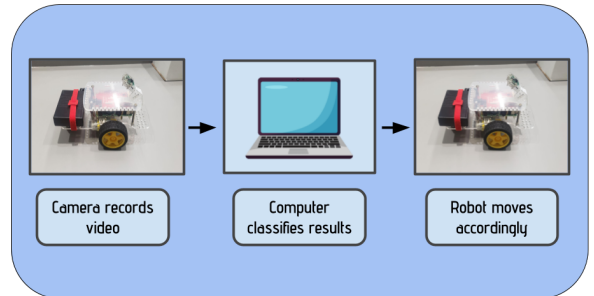 Camera records
video
Computer
classifies results
Robot moves
accordingly